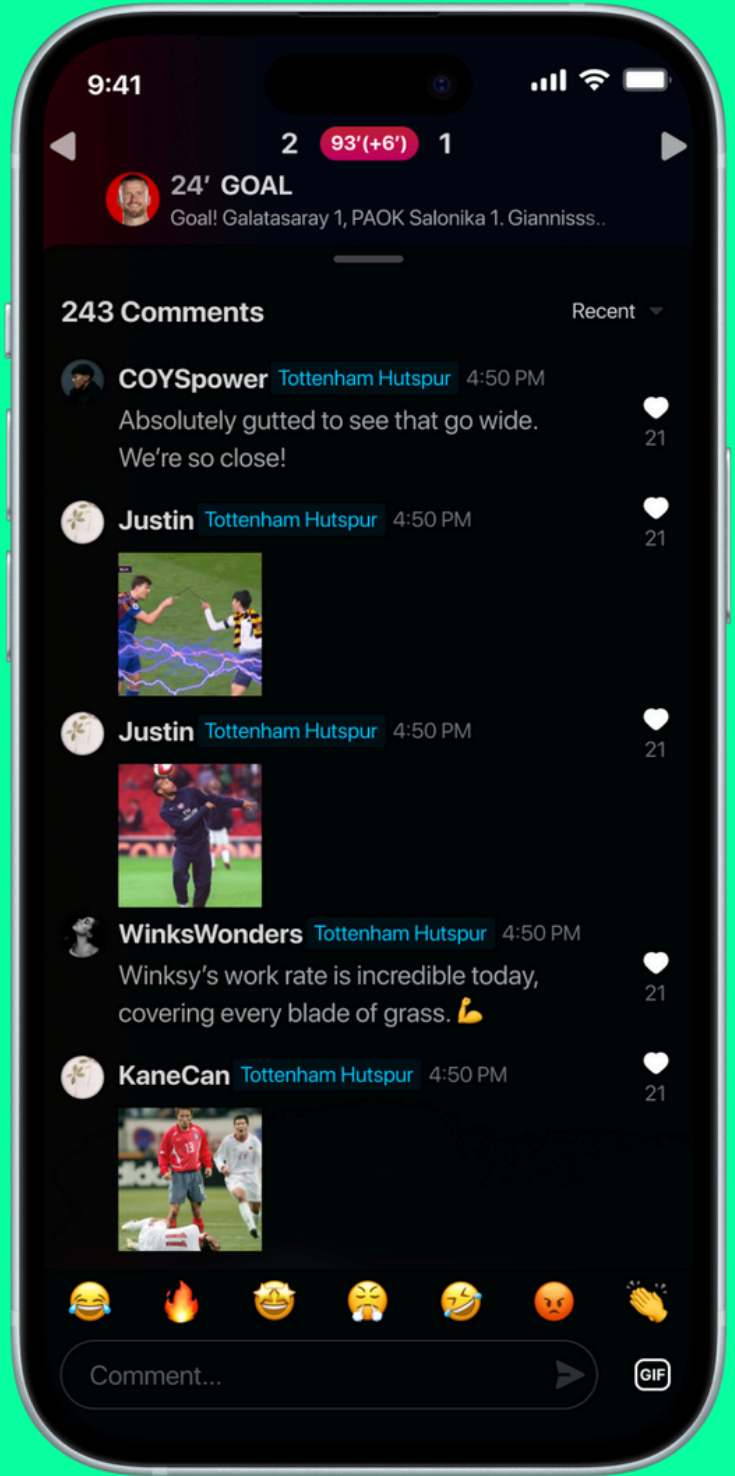 9:41
2 93’(+6’) 1
24’ GOAL
Goal! Galatasaray 1, PAOK Salonika 1. Giannisss..
243 Comments Recent
COYSpower Tottenham Hutspur 4:50 PM
Absolutely gutted to see that go wide.
We’re so close!
21
Justin Tottenham Hutspur 4:50 PM
21
Justin Tottenham Hutspur 4:50 PM
21
WinksWonders Tottenham Hutspur 4:50 PM
Winksy’s work rate is incredible today,
covering every blade of grass. 💪
21
KaneCan Tottenham Hutspur 4:50 PM
21
13
Comment...
GIF